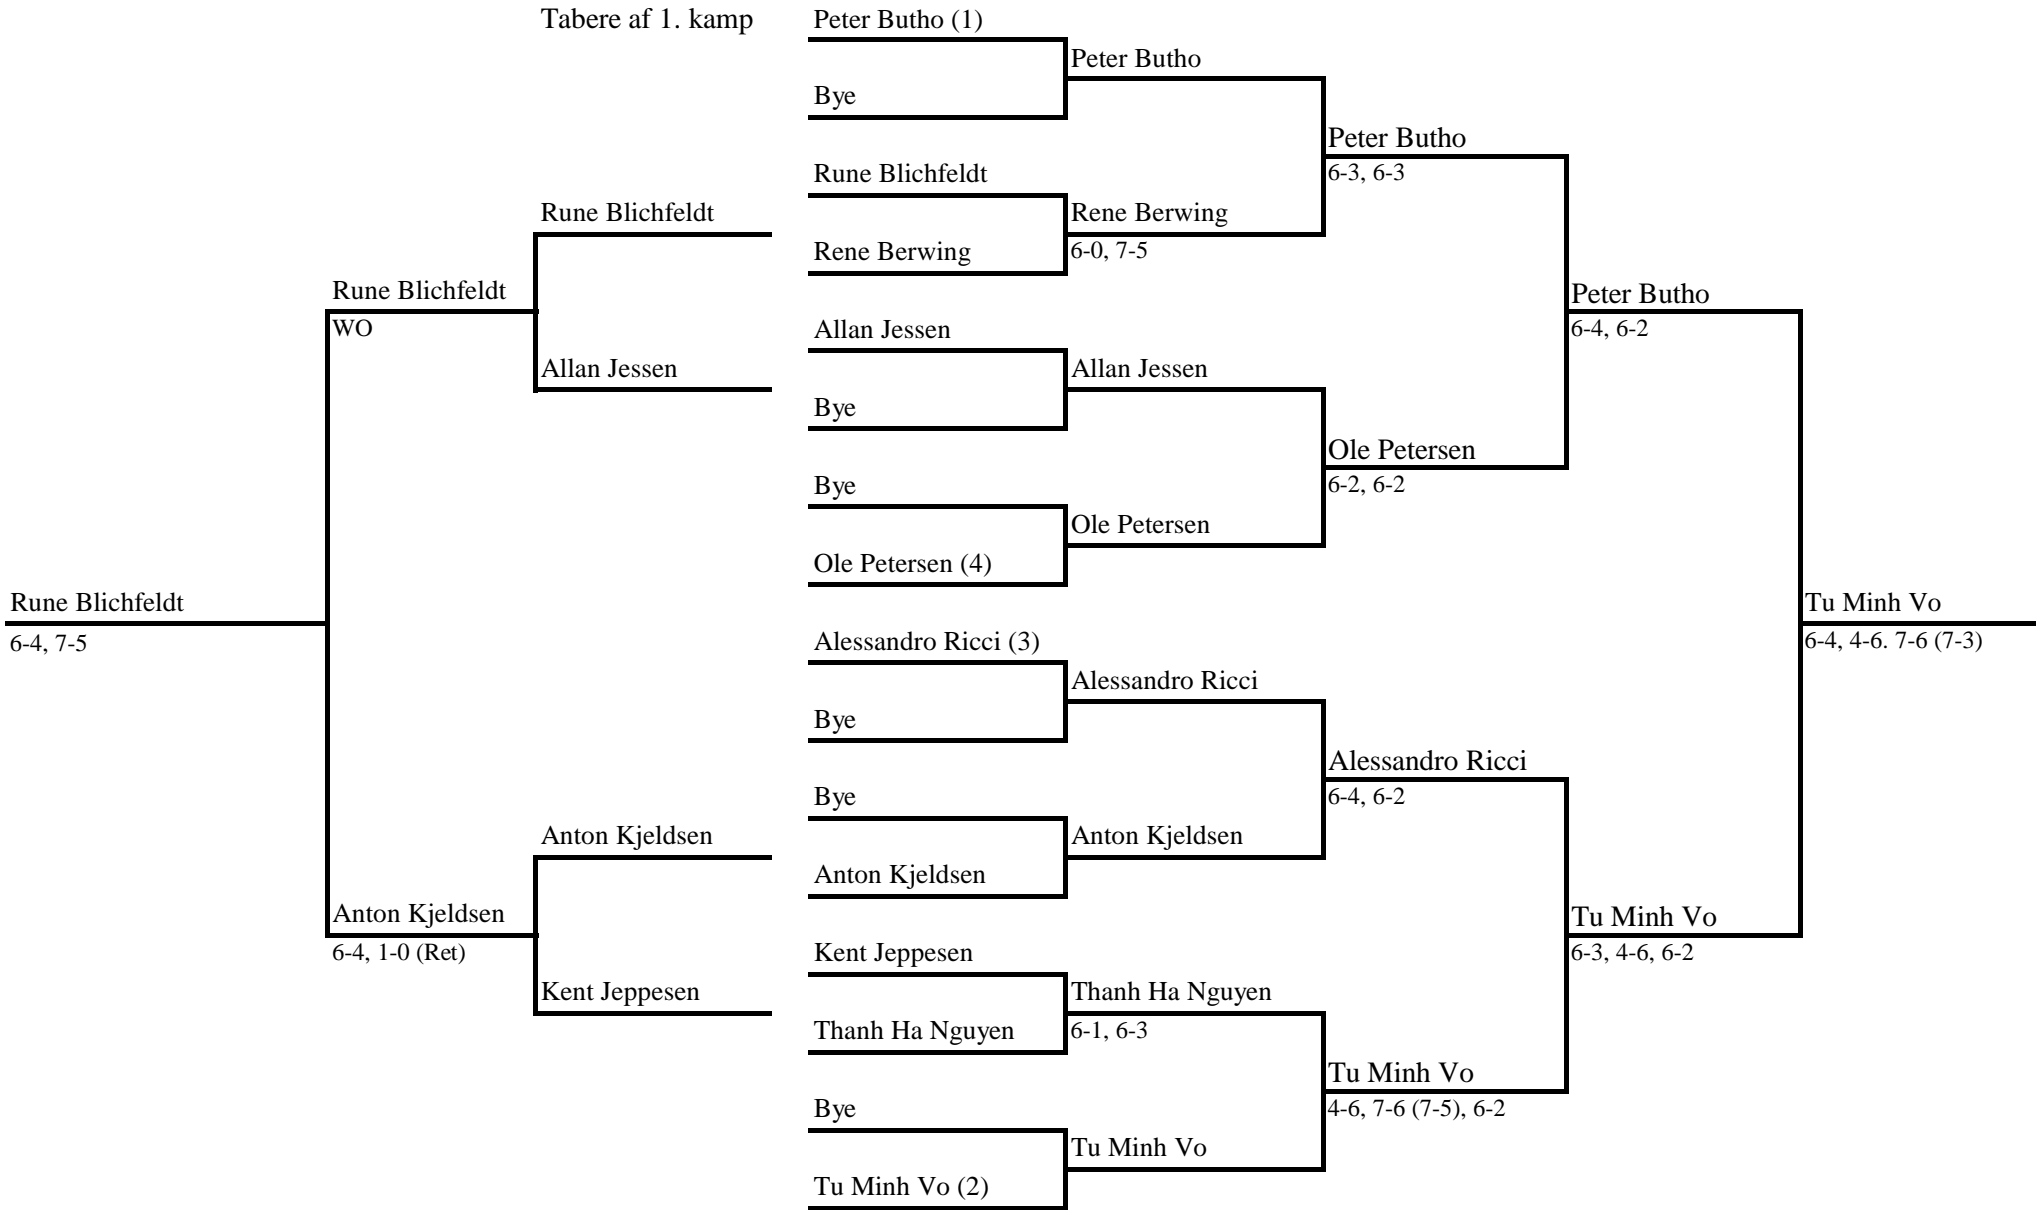 Tabere af 1. kamp
Peter Butho (1)
Peter Butho
Bye
Peter Butho
6-3, 6-3
Rune Blichfeldt
Rune Blichfeldt
Rene Berwing
6-0, 7-5
Rene Berwing
Rune Blichfeldt
WO
Peter Butho
6-4, 6-2
Allan Jessen
Allan Jessen
Allan Jessen
Bye
Ole Petersen
6-2, 6-2
Bye
Ole Petersen
Ole Petersen (4)
Rune Blichfeldt
6-4, 7-5
Tu Minh Vo
6-4, 4-6. 7-6 (7-3)
Alessandro Ricci (3)
Alessandro Ricci
Bye
Alessandro Ricci
6-4, 6-2
Bye
Anton Kjeldsen
Anton Kjeldsen
Anton Kjeldsen
Anton Kjeldsen
6-4, 1-0 (Ret)
Tu Minh Vo
6-3, 4-6, 6-2
Kent Jeppesen
Kent Jeppesen
Thanh Ha Nguyen
6-1, 6-3
Thanh Ha Nguyen
Tu Minh Vo
4-6, 7-6 (7-5), 6-2
Bye
Tu Minh Vo
Tu Minh Vo (2)